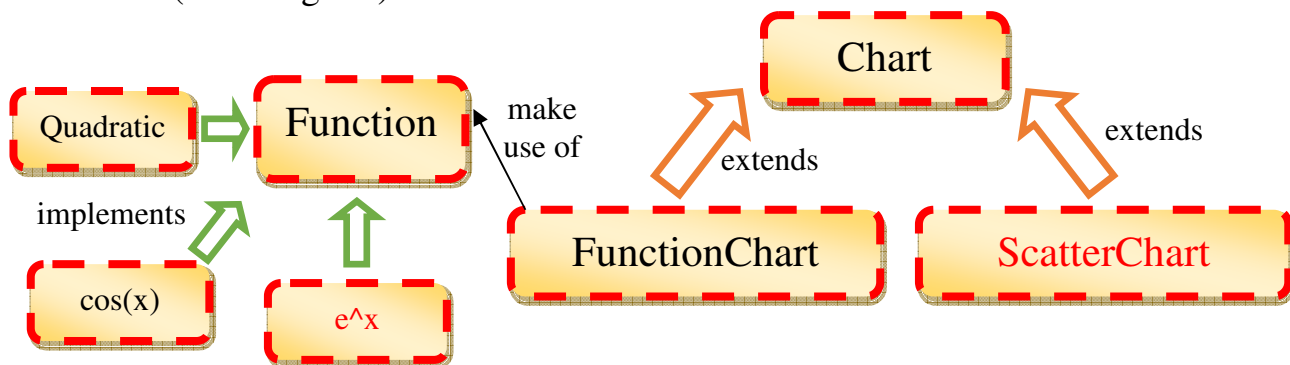 Chart
Quadratic
Function
make
use of
extends
extends
implements
FunctionChart
ScatterChart
cos(x)
e^x